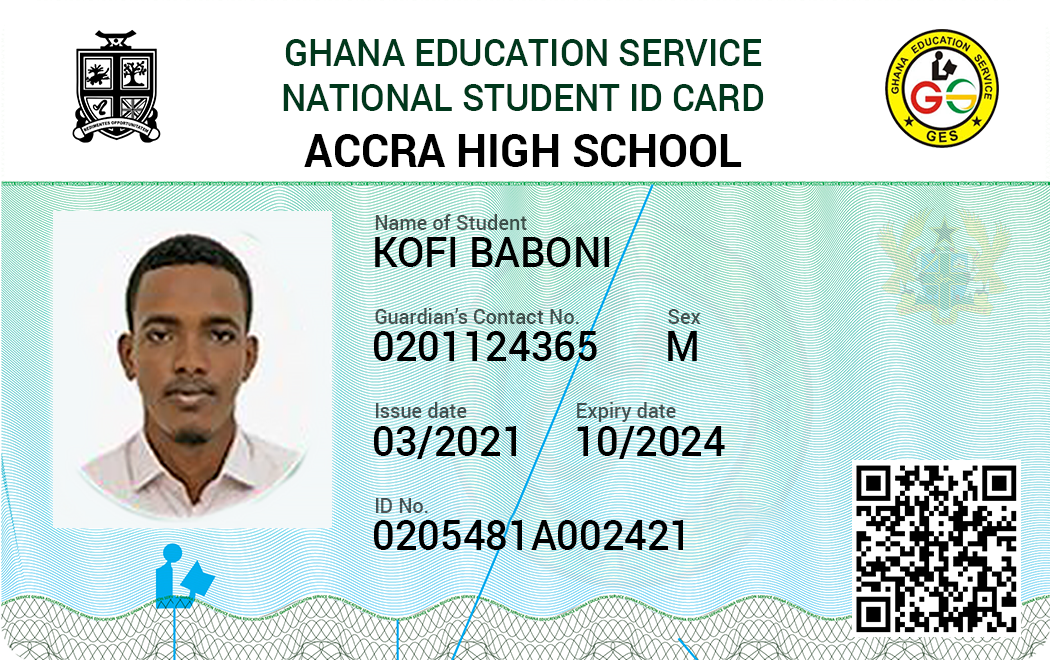 GHANA EDUCATION SERVICE
NATIONAL STUDENT ID CARD
ACCRA HIGH SCHOOL
GHANA EDUCATION SERVICE
GES
Name of Student
KOFI BABONI
Guardian's Contact No.
0201124365
Sex
M
Issue date
03/2021
Expiry date
10/2024
ID No.
0205481A002421